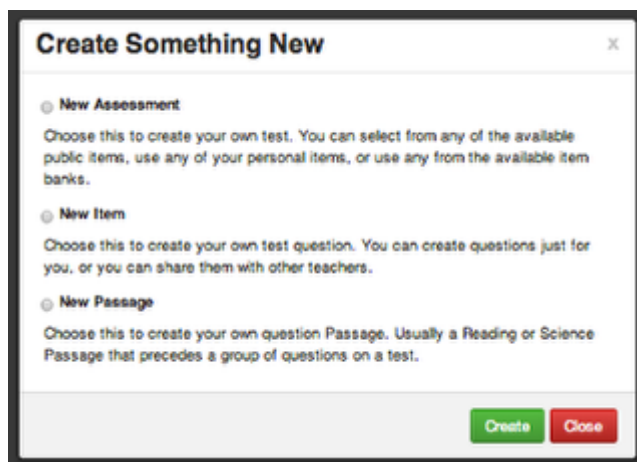 Create Something New x
New Assessment
Choose this to create your own test. You can select from any of the available
public items, use any of your personal items, or use any from the available item
banks.
New Item
Choose this to create your own test question. You can create questions just for
you, or you can share them with other teachers.
New Passage
Choose this to create your own question Passage. Usually a Reading or Science
Passage that precedes a group of questions on a test.
Create Close